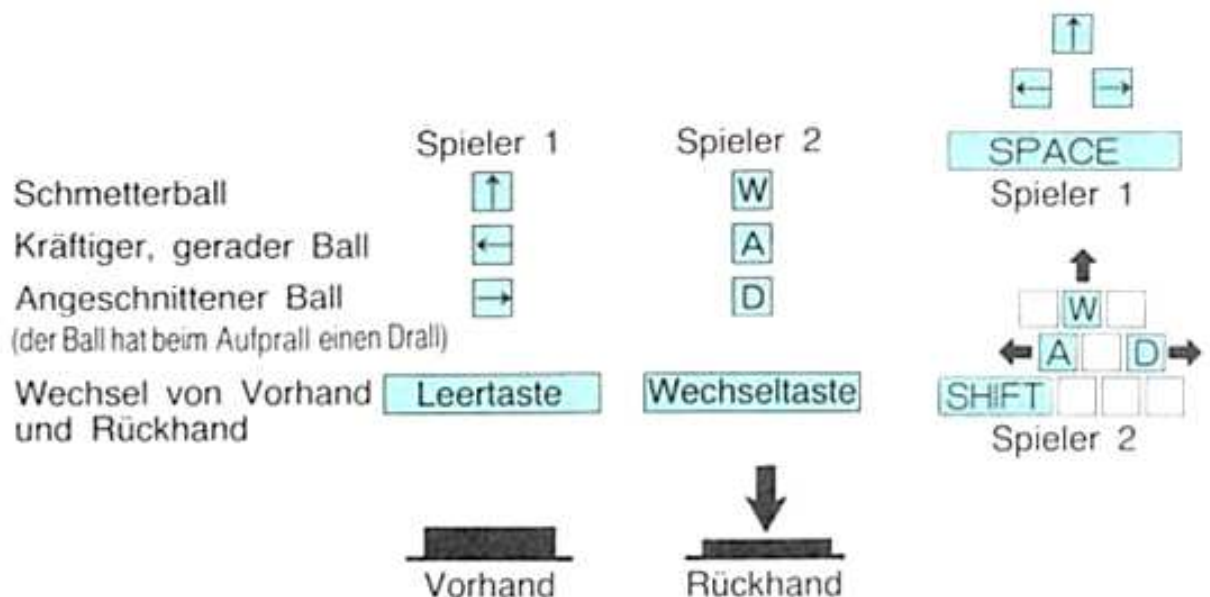 Spieler 1 Spieler 2
Schmetterball ↑ W
Kräftiger, gerader Ball ← A
Angeschnittener Ball → D
(der Ball hat beim Aufprall einen Drall)
Wechsel von Vorhand Leertaste Wechseltaste
und Rückhand
Vorhand Rückhand
↑
← →
SPACE
Spieler 1
W
A D
SHIFT
Spieler 2